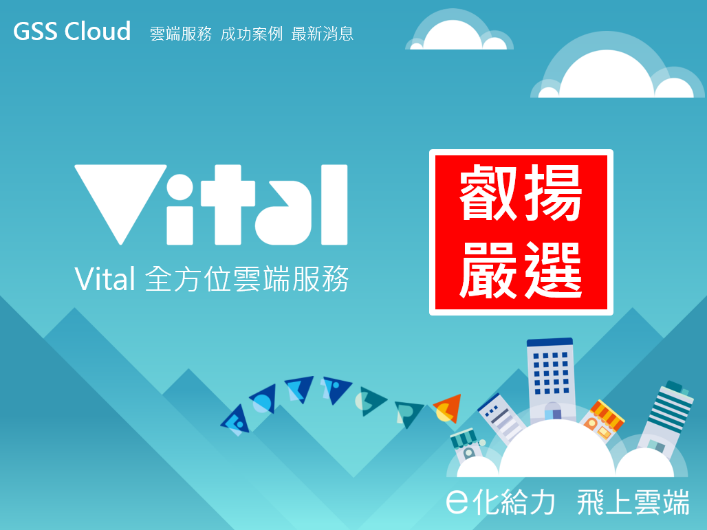 GSS Cloud 雲端服務 成功案例 最新消息
Vital
叡揚
嚴選
Vital 全方位雲端服務
e化給力 飛上雲端